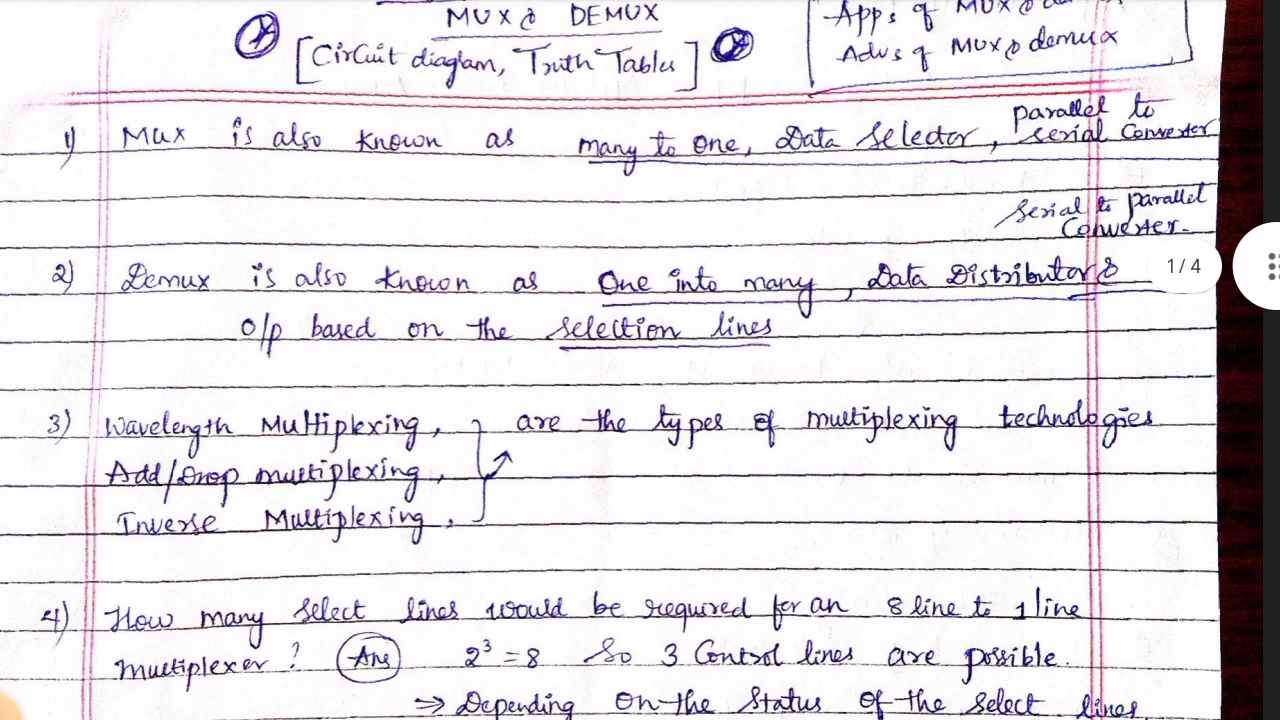 MUX & DEMUX
[Circuit diagram, Truth Tables]
Apps of MUX &
Advs of MUX & demux
1) Mux is also known as many to one, Data Selector, parallel to serial Converter
serial to parallel
Converter.
2) Demux is also known as One into many, Data Distributor &
O/p based on the selection lines
1/4
3) Wavelength Multiplexing, are the types of multiplexing technologies
Add/Drop multiplexing,
Inverse Multiplexing,
4) How many select lines would be required for an 8 line to 1 line
Multiplexer? Ans 2³ = 8 So 3 Control lines are possible.
⇒ Depending on the Status of the Select lines